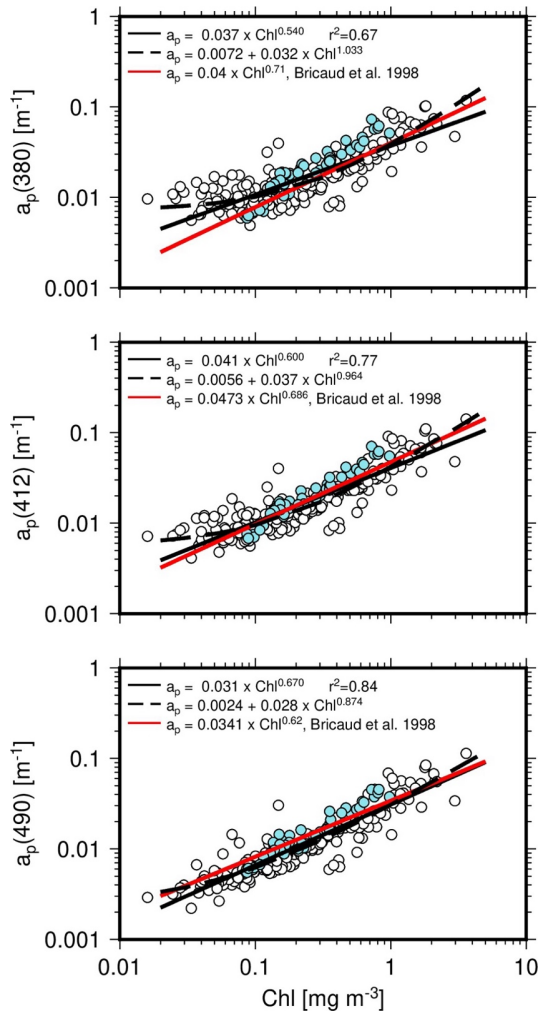 a_p = 0.037 x Chl^0.540 r^2=0.67
a_p = 0.0072 + 0.032 x Chl^1.033
a_p = 0.04 x Chl^0.71, Bricaud et al. 1998
1
0.1
0.01
0.001
a_p(380) [m^-1]
a_p = 0.041 x Chl^0.600 r^2=0.77
a_p = 0.0056 + 0.037 x Chl^0.964
a_p = 0.0473 x Chl^0.686, Bricaud et al. 1998
1
0.1
0.01
0.001
a_p(412) [m^-1]
a_p = 0.031 x Chl^0.670 r^2=0.84
a_p = 0.0024 + 0.028 x Chl^0.874
a_p = 0.0341 x Chl^0.62, Bricaud et al. 1998
1
0.1
0.01
0.001
a_p(490) [m^-1]
0.01 0.1 1 10
Chl [mg m^-3]